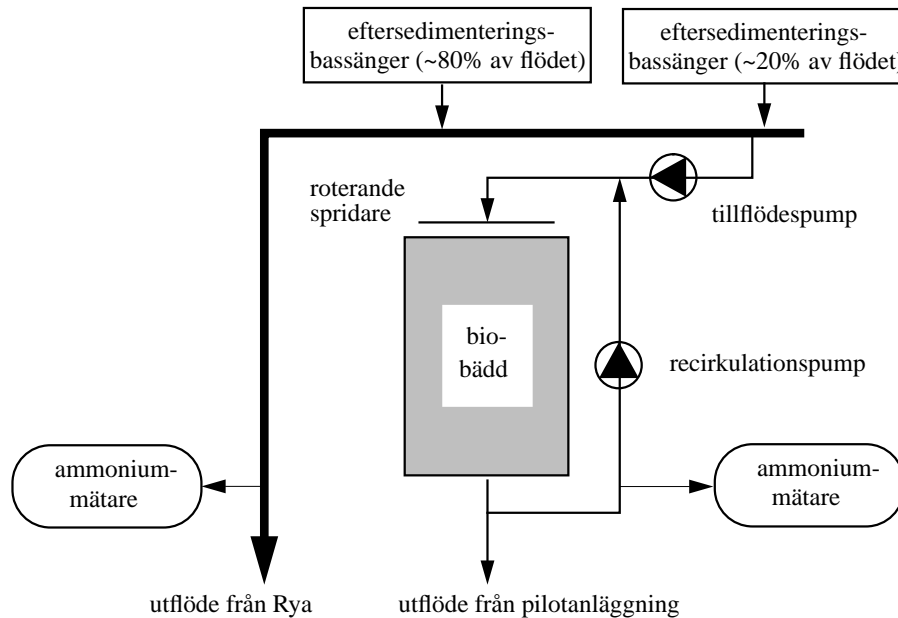 eftersedimenterings-
bassänger (~80% av flödet)
eftersedimenterings-
bassänger (~20% av flödet)
roterande
spridare
tillflödespump
bio-
bädd
recirkulationspump
ammonium-
mätare
ammonium-
mätare
utflöde från Rya
utflöde från pilotanläggning